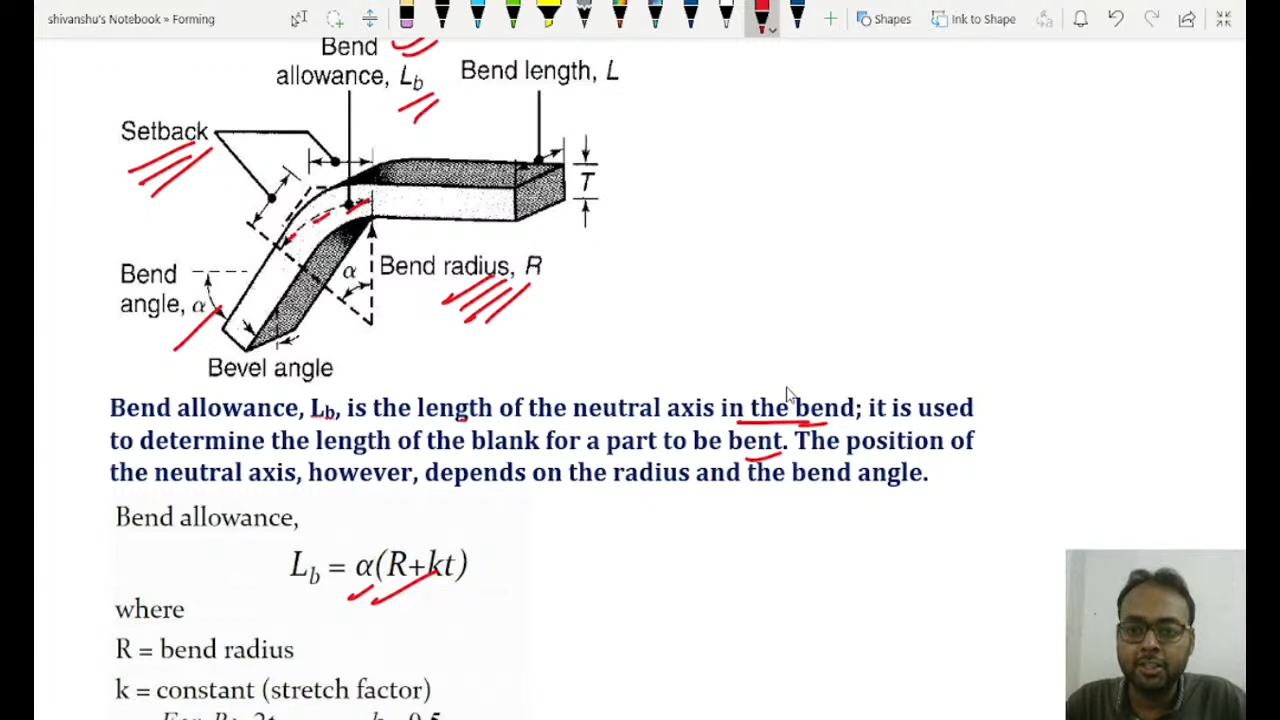 shivanshu's Notebook » Forming
Shapes
Ink to Shape
Bend
allowance, Lb
Bend length, L
Setback
T
Bend
angle, α
α
Bend radius, R
Bevel angle
Bend allowance, Lb, is the length of the neutral axis in the bend; it is used
to determine the length of the blank for a part to be bent. The position of
the neutral axis, however, depends on the radius and the bend angle.
Bend allowance,
Lb = α(R+kt)
where
R = bend radius
k = constant (stretch factor)